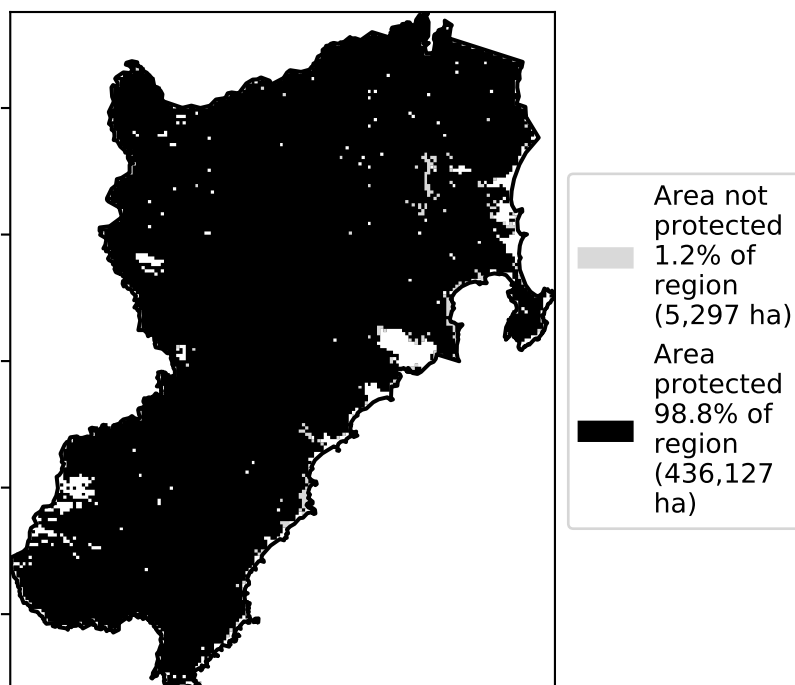 Area not
protected
1.2% of
region
(5,297 ha)
Area
protected
98.8% of
region
(436,127
ha)